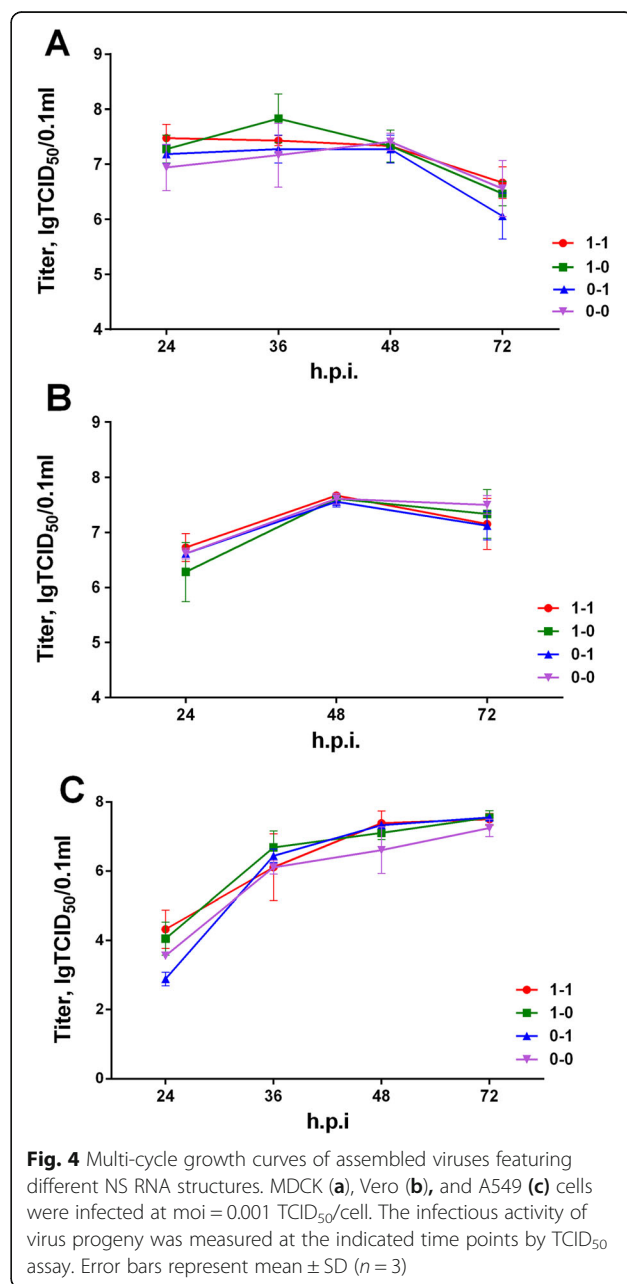 A
Titer, lgTCID50/0.1ml
9
8
7
6
5
4
24 36 48 72
h.p.i.
1-1
1-0
0-1
0-0
B
Titer, lgTCID50/0.1ml
9
8
7
6
5
4
24 48 72
h.p.i.
1-1
1-0
0-1
0-0
C
Titer, lgTCID50/0.1ml
8
6
4
2
0
24 36 48 72
h.p.i
1-1
1-0
0-1
0-0
Fig. 4 Multi-cycle growth curves of assembled viruses featuring
different NS RNA structures. MDCK (a), Vero (b), and A549 (c) cells
were infected at moi = 0.001 TCID50/cell. The infectious activity of
virus progeny was measured at the indicated time points by TCID50
assay. Error bars represent mean ± SD (n = 3)